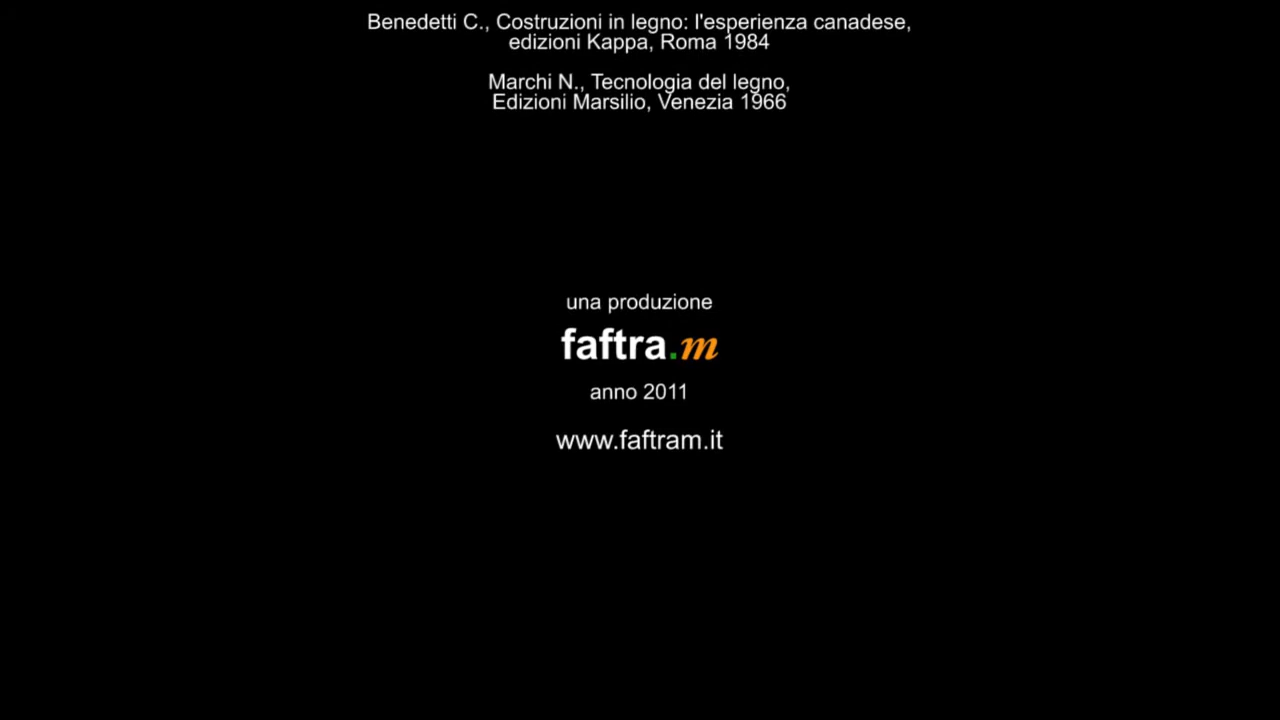 Benedetti C., Costruzioni in legno: l'esperienza canadese,
edizioni Kappa, Roma 1984
Marchi N., Tecnologia del legno,
Edizioni Marsilio, Venezia 1966
una produzione
faftra.m
anno 2011
www.faftram.it